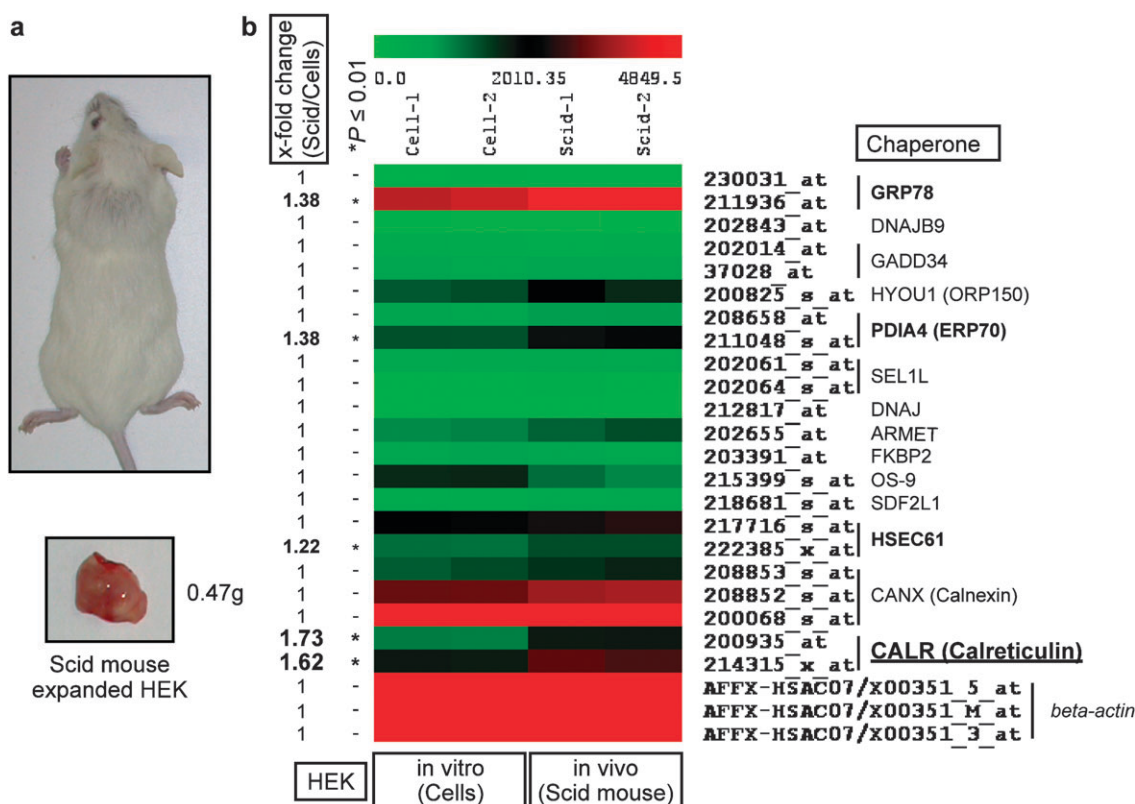 a
0.47g
Scid mouse
expanded HEK
b
x-fold change
(Scid/Cells)
*P ≤ 0.01
0.0 2010.35 4849.5
Cell-1 Cell-2 Scid-1 Scid-2
Chaperone
1 - 230031_at
1.38 * 211936_at GRP78
1 - 202843_at DNAJB9
1 - 202014_at
1 - 37028_at GADD34
1 - 200825_s_at HYOU1 (ORP150)
1 - 208658_at
1.38 * 211048_s_at PDIA4 (ERP70)
1 - 202061_s_at
1 - 202064_s_at SEL1L
1 - 212817_at DNAJ
1 - 202655_at ARMET
1 - 203391_at FKBP2
1 - 215399_s_at OS-9
1 - 218681_s_at SDF2L1
1 - 217716_s_at
1.22 * 222385_x_at HSEC61
1 - 208853_s_at
1 - 208852_s_at CANX (Calnexin)
1 - 200068_s_at
1.73 * 200935_at
1.62 * 214315_x_at CALR (Calreticulin)
1 - AFFX-HSAC07/X00351_5_at
1 - AFFX-HSAC07/X00351_M_at beta-actin
1 - AFFX-HSAC07/X00351_3_at
HEK
in vitro
(Cells)
in vivo
(Scid mouse)